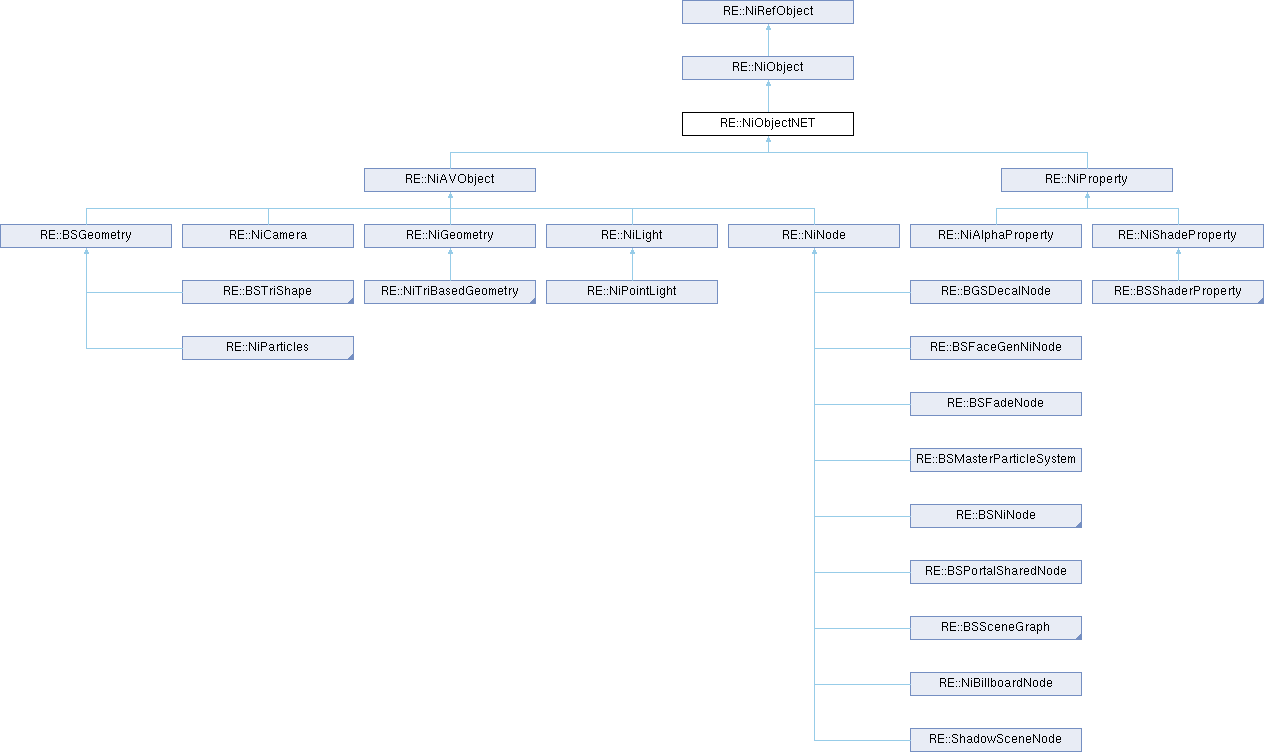 RE::NiRefObject
RE::NiObject
RE::NiObjectNET
RE::NiAVObject
RE::NiProperty
RE::BSGeometry
RE::NiCamera
RE::NiGeometry
RE::NiLight
RE::NiNode
RE::NiAlphaProperty
RE::NiShadeProperty
RE::BSTriShape
RE::NiTriBasedGeometry
RE::NiPointLight
RE::BGSDecalNode
RE::BSShaderProperty
RE::NiParticles
RE::BSFaceGenNiNode
RE::BSFadeNode
RE::BSMasterParticleSystem
RE::BSNiNode
RE::BSPortalSharedNode
RE::BSSceneGraph
RE::NiBillboardNode
RE::ShadowSceneNode